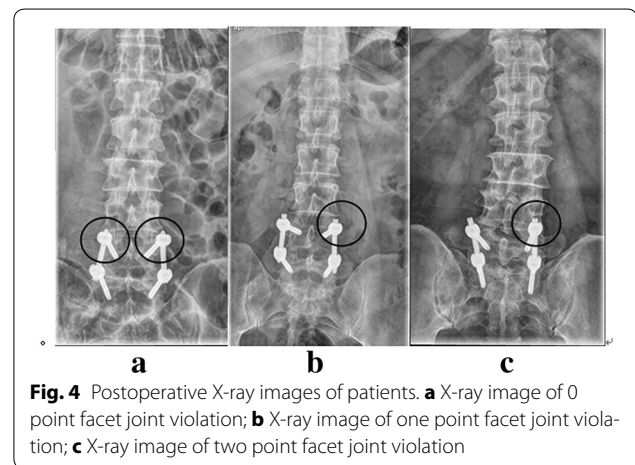 a b c
Fig. 4 Postoperative X-ray images of patients. a X-ray image of 0
point facet joint violation; b X-ray image of one point facet joint viola-
tion; c X-ray image of two point facet joint violation